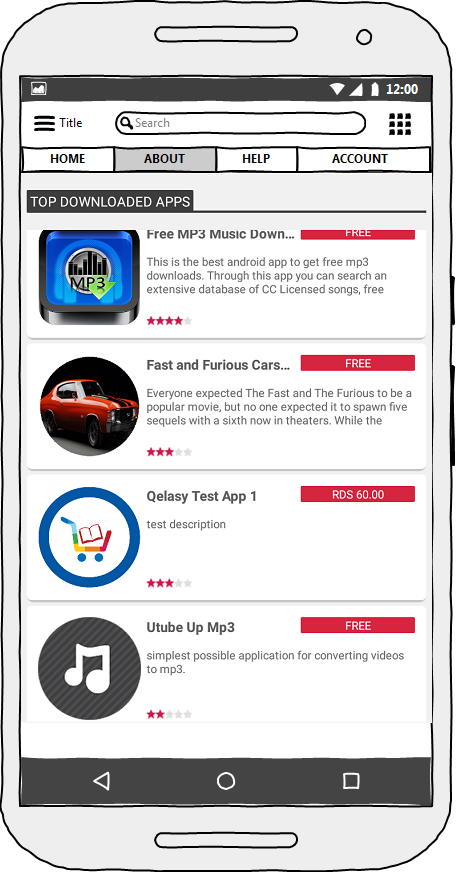 12:00
Title
Search
HOME ABOUT HELP ACCOUNT
TOP DOWNLOADED APPS
Free MP3 Music Down... FREE
MP3
This is the best android app to get free mp3
downloads. Through this app you can search an
extensive database of CC Licensed songs, free
Fast and Furious Cars... FREE
Everyone expected The Fast and The Furious to be a
popular movie, but no one expected it to spawn five
sequels with a sixth now in theaters. While the
Qelasy Test App 1 RDS 60.00
test description
Utube Up Mp3 FREE
simplest possible application for converting videos
to mp3.